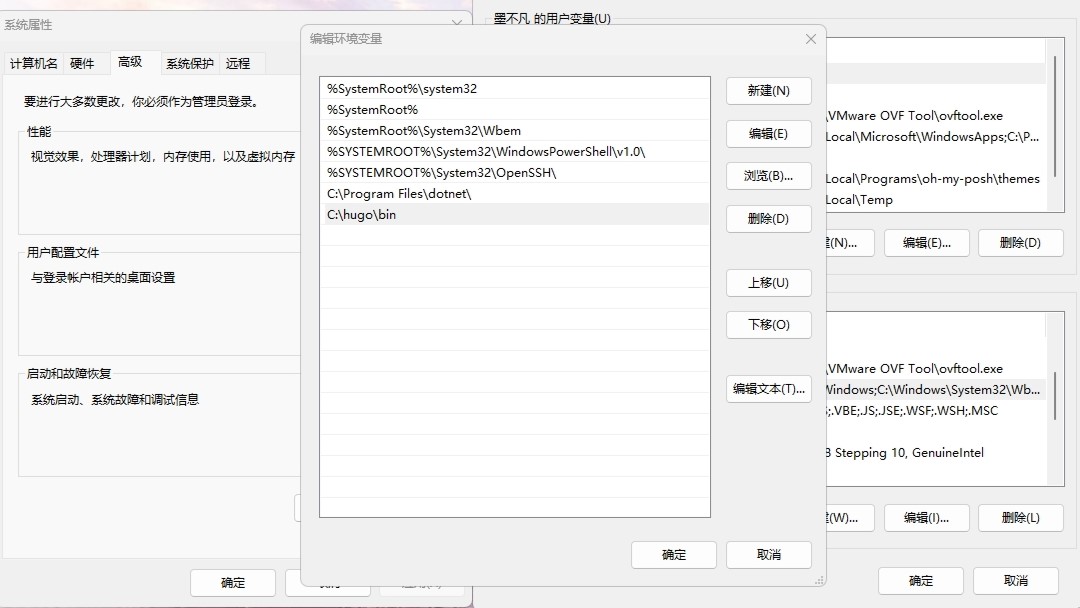 系统属性
计算机名
硬件
高级
系统保护
远程
要进行大多数更改，你必须作为管理员登录。
性能
视觉效果，处理器计划，内存使用，以及虚拟内存
用户配置文件
与登录帐户相关的桌面设置
启动和故障恢复
系统启动、系统故障和调试信息
确定
编辑环境变量
%SystemRoot%\system32
%SystemRoot%
%SystemRoot%\System32\Wbem
%SYSTEMROOT%\System32\WindowsPowerShell\v1.0\
%SYSTEMROOT%\System32\OpenSSH\
C:\Program Files\dotnet\
C:\hugo\bin
新建(N)
编辑(E)
浏览(B)...
删除(D)
上移(U)
下移(O)
编辑文本(T)...
确定
取消
墨不凡 的用户变量(U)
\VMware OVF Tool\ovftool.exe
Local\Microsoft\WindowsApps;C:\P...
Local\Programs\oh-my-posh\themes
Local\Temp
(N)...
编辑(E)...
删除(D)
\VMware OVF Tool\ovftool.exe
Windows;C:\Windows\System32\Wb...
;.VBE;.JS;.JSE;.WSF;.WSH;.MSC
Stepping 10, GenuineIntel
(W)...
编辑(I)...
删除(L)
确定
取消